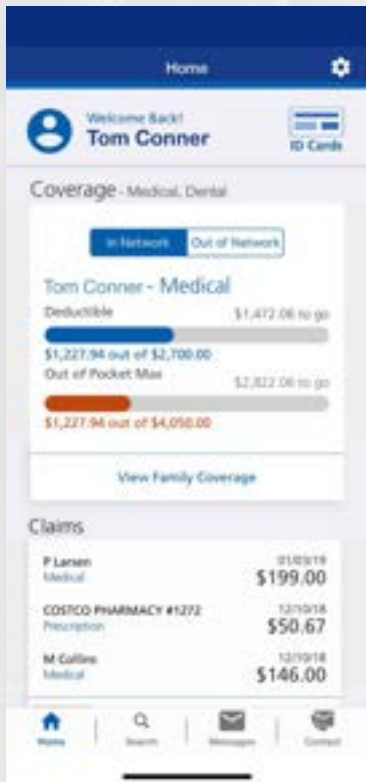 Home
Welcome Back!
Tom Conner
ID Cards
Coverage - Medical, Dental
In Network
Out of Network
Tom Conner - Medical
Deductible
$1,472.06 to go
$1,227.94 out of $2,700.00
Out of Pocket Max
$2,822.06 to go
$1,227.94 out of $4,050.00
View Family Coverage
Claims
P Larsen
01/03/19
Medical
$199.00
COSTCO PHARMACY #1272
12/10/18
Prescription
$50.67
M Collins
12/10/18
Medical
$146.00
Home
Search
Messages
Contact